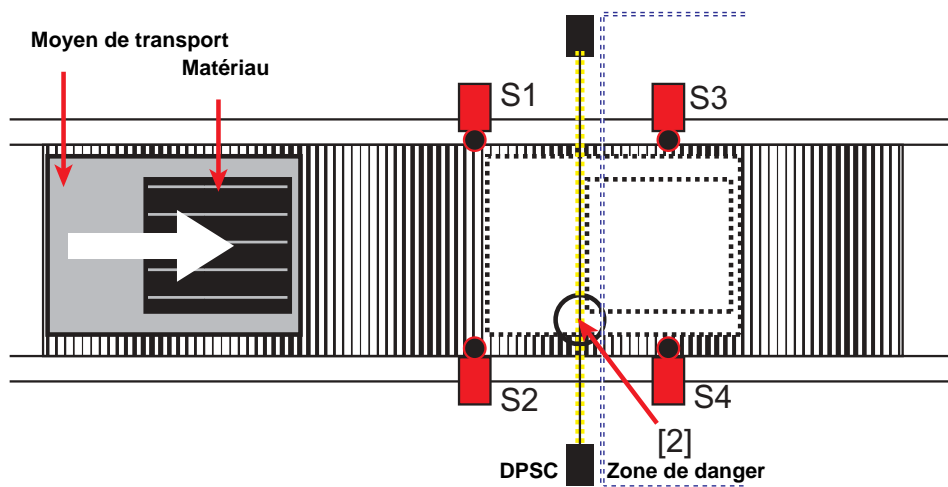 Moyen de transport
Matériau
S1
S3
S2
S4
[2]
DPSC
Zone de danger